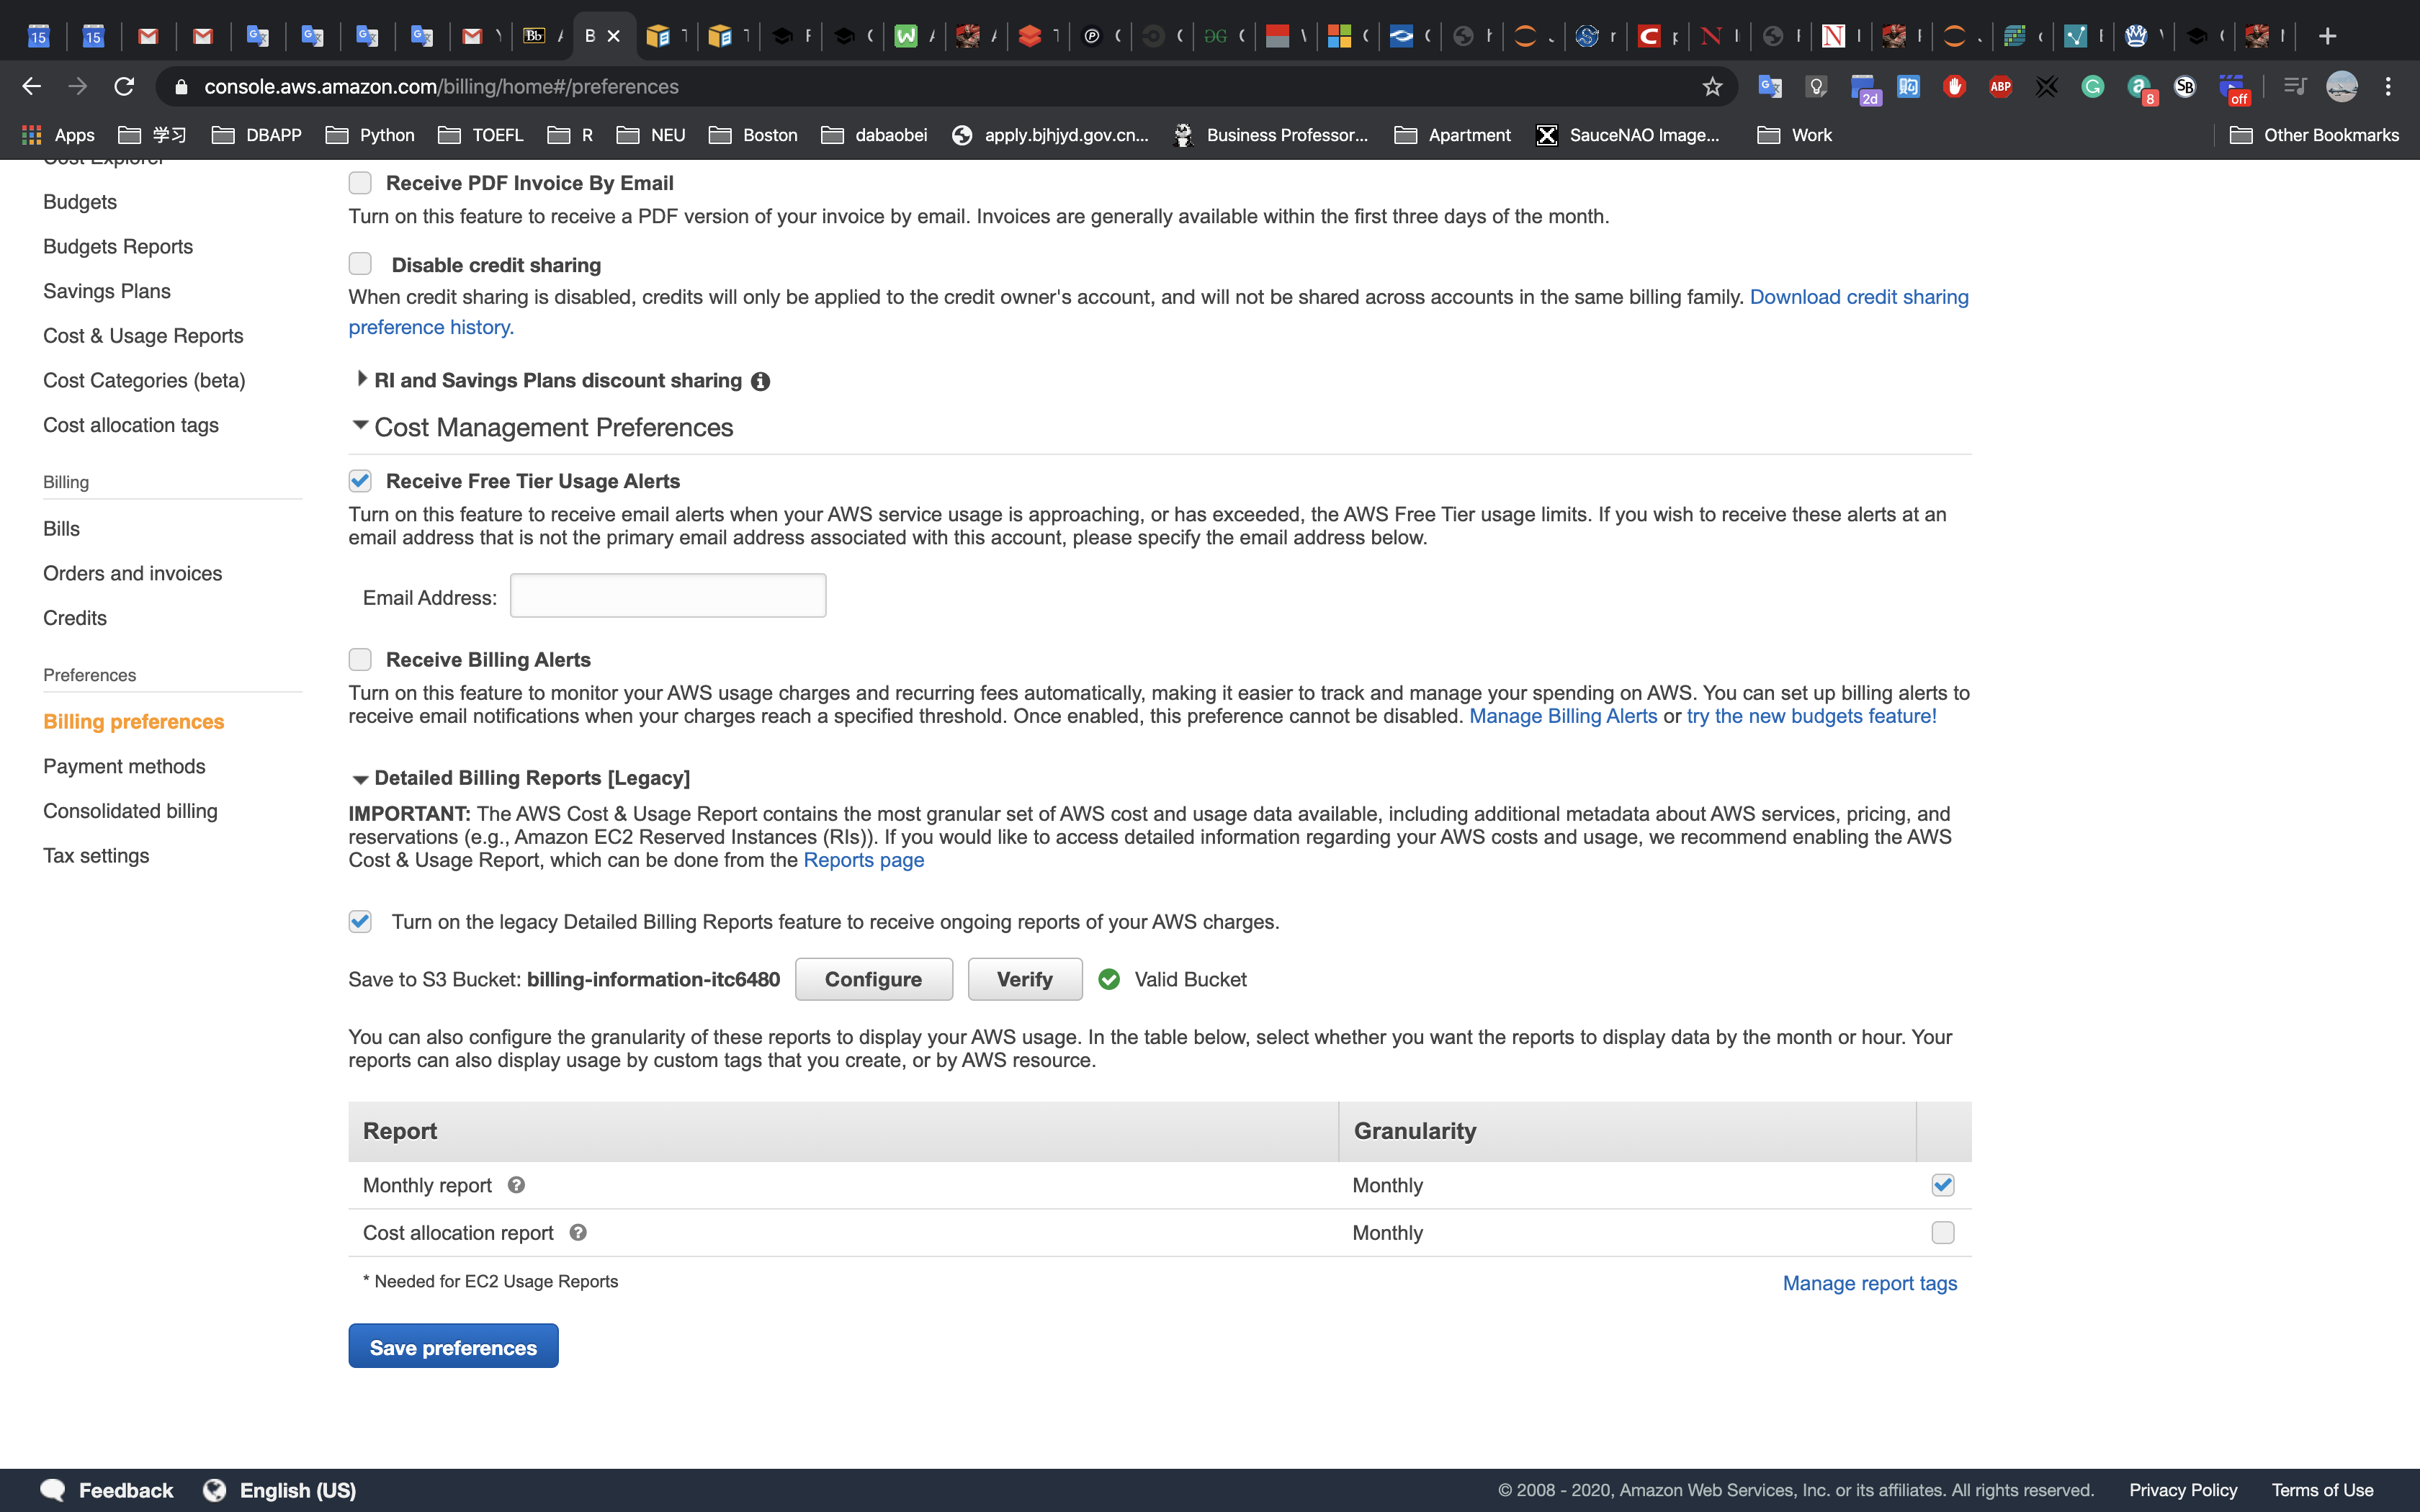 console.aws.amazon.com/billing/home#/preferences
2d
ABP
8
SB
off
Apps 学习 DBAPP Python TOEFL R NEU Boston dabaobei apply.bjhjyd.gov.cn... Business Professor... Apartment SauceNAO Image... Work Other Bookmarks
Cost Explorer
Budgets
Budgets Reports
Savings Plans
Cost & Usage Reports
Cost Categories (beta)
Cost allocation tags
Billing
Bills
Orders and invoices
Credits
Preferences
Billing preferences
Payment methods
Consolidated billing
Tax settings
Receive PDF Invoice By Email
Turn on this feature to receive a PDF version of your invoice by email. Invoices are generally available within the first three days of the month.
Disable credit sharing
When credit sharing is disabled, credits will only be applied to the credit owner's account, and will not be shared across accounts in the same billing family. Download credit sharing
preference history.
RI and Savings Plans discount sharing
Cost Management Preferences
Receive Free Tier Usage Alerts
Turn on this feature to receive email alerts when your AWS service usage is approaching, or has exceeded, the AWS Free Tier usage limits. If you wish to receive these alerts at an
email address that is not the primary email address associated with this account, please specify the email address below.
Email Address:
Receive Billing Alerts
Turn on this feature to monitor your AWS usage charges and recurring fees automatically, making it easier to track and manage your spending on AWS. You can set up billing alerts to
receive email notifications when your charges reach a specified threshold. Once enabled, this preference cannot be disabled. Manage Billing Alerts or try the new budgets feature!
Detailed Billing Reports [Legacy]
IMPORTANT: The AWS Cost & Usage Report contains the most granular set of AWS cost and usage data available, including additional metadata about AWS services, pricing, and
reservations (e.g., Amazon EC2 Reserved Instances (RIs)). If you would like to access detailed information regarding your AWS costs and usage, we recommend enabling the AWS
Cost & Usage Report, which can be done from the Reports page
Turn on the legacy Detailed Billing Reports feature to receive ongoing reports of your AWS charges.
Save to S3 Bucket: billing-information-itc6480 Configure Verify Valid Bucket
You can also configure the granularity of these reports to display your AWS usage. In the table below, select whether you want the reports to display data by the month or hour. Your
reports can also display usage by custom tags that you create, or by AWS resource.
Report Granularity
Monthly report Monthly
Cost allocation report Monthly
* Needed for EC2 Usage Reports Manage report tags
Save preferences
Feedback English (US) © 2008 - 2020, Amazon Web Services, Inc. or its affiliates. All rights reserved. Privacy Policy Terms of Use